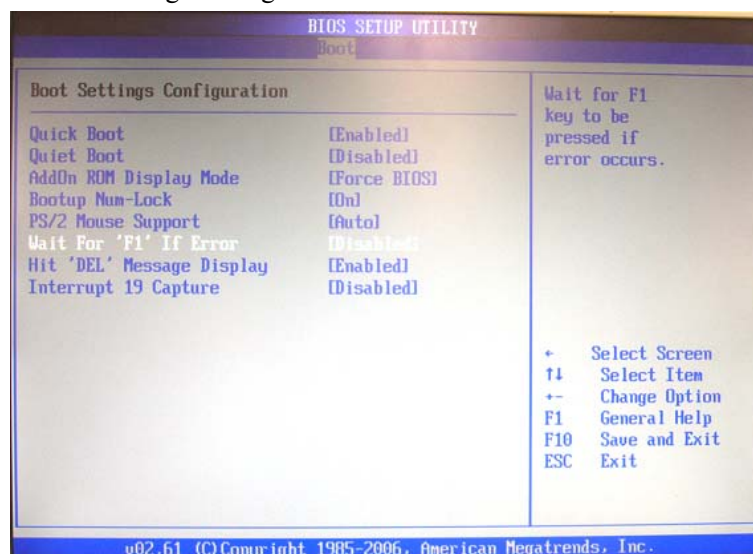 BIOS SETUP UTILITY
Boot
Boot Settings Configuration
Quick Boot [Enabled]
Quiet Boot [Disabled]
AddOn ROM Display Mode [Force BIOS]
Bootup Num-Lock [On]
PS/2 Mouse Support [Auto]
Wait For 'F1' If Error [Disabled]
Hit 'DEL' Message Display [Enabled]
Interrupt 19 Capture [Disabled]
Wait for F1
key to be
pressed if
error occurs.
← Select Screen
↑↓ Select Item
+- Change Option
F1 General Help
F10 Save and Exit
ESC Exit
v02.61 (C)Copyright 1985-2006, American Megatrends, Inc.